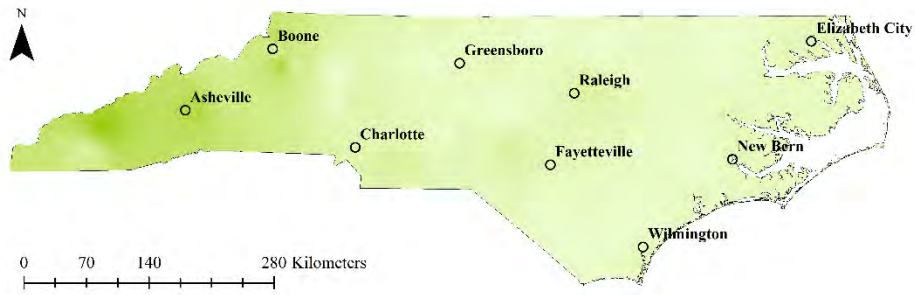 N
Boone
Elizabeth City
Greensboro
Raleigh
Asheville
Charlotte
New Bern
Fayetteville
Wilmington
0 70 140 280 Kilometers